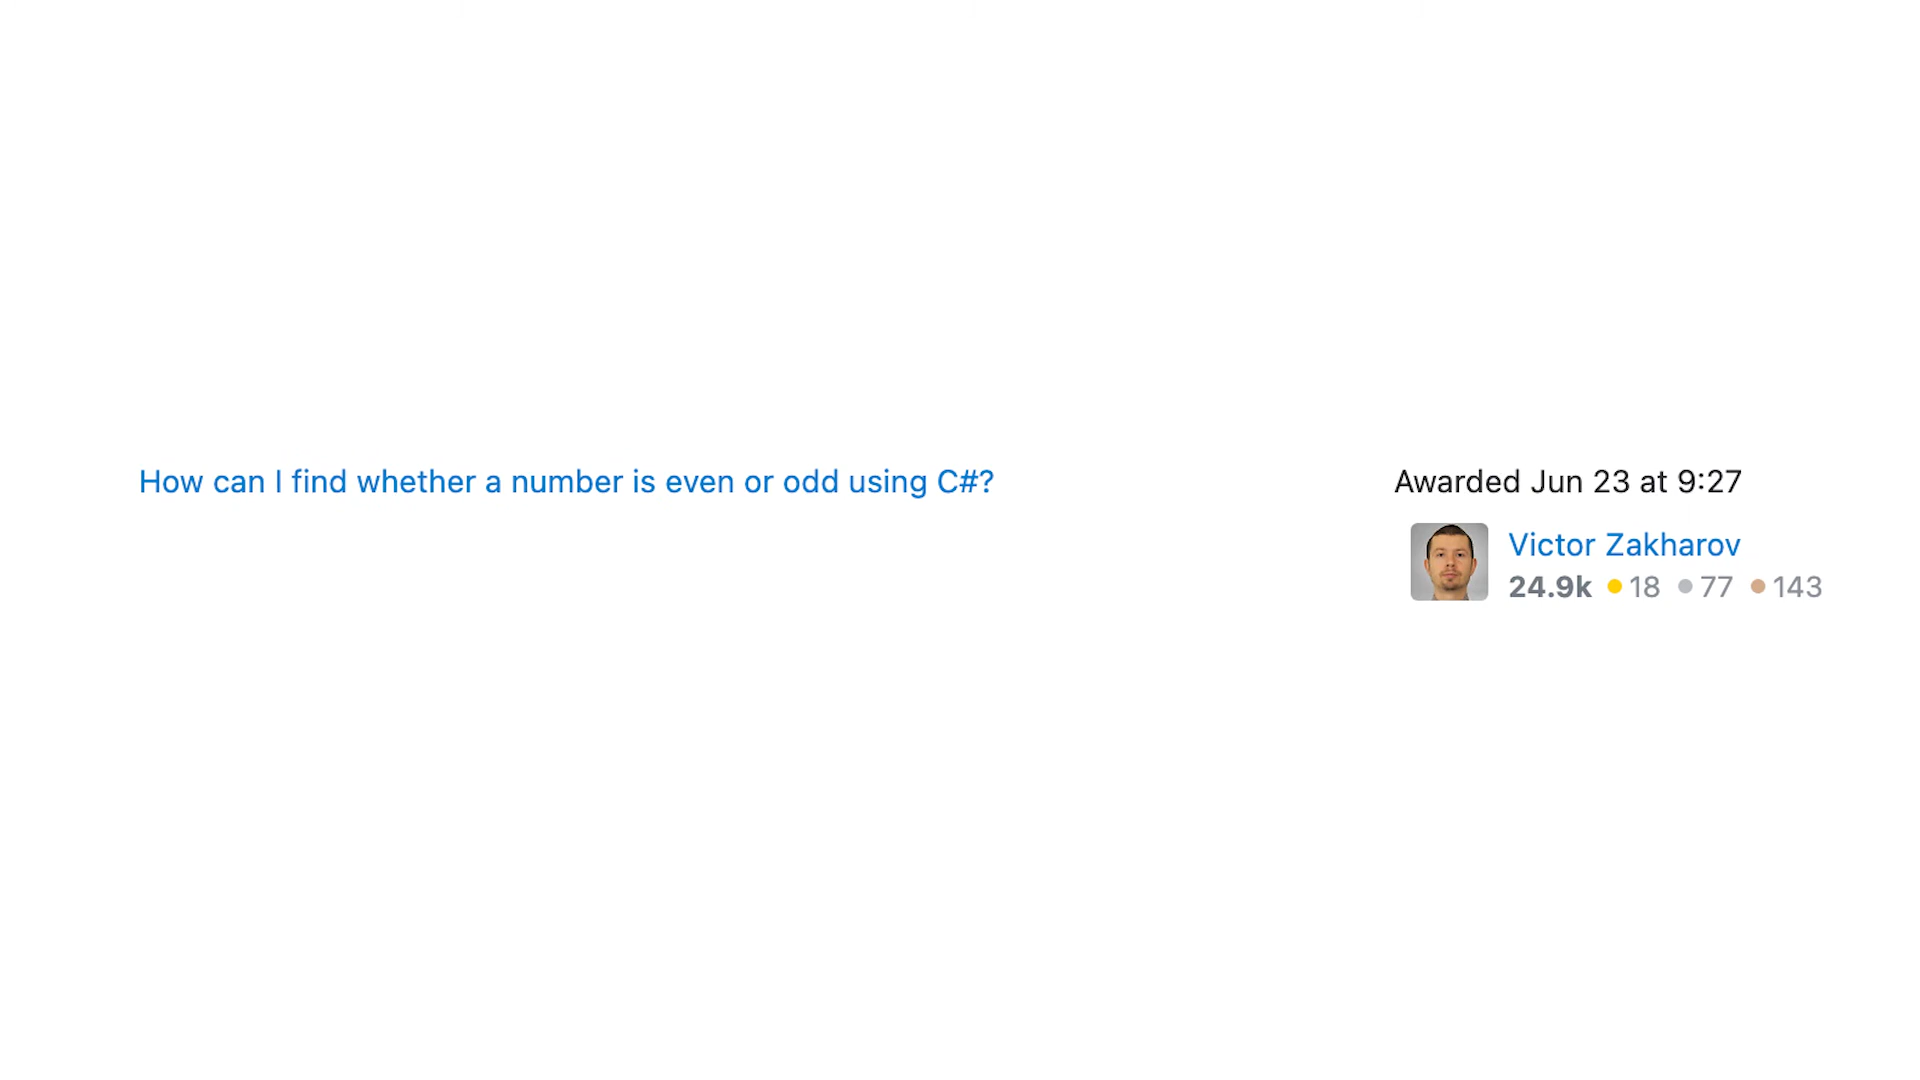 How can I find whether a number is even or odd using C#?
Awarded Jun 23 at 9:27
Victor Zakharov
24.9k 18 77 143